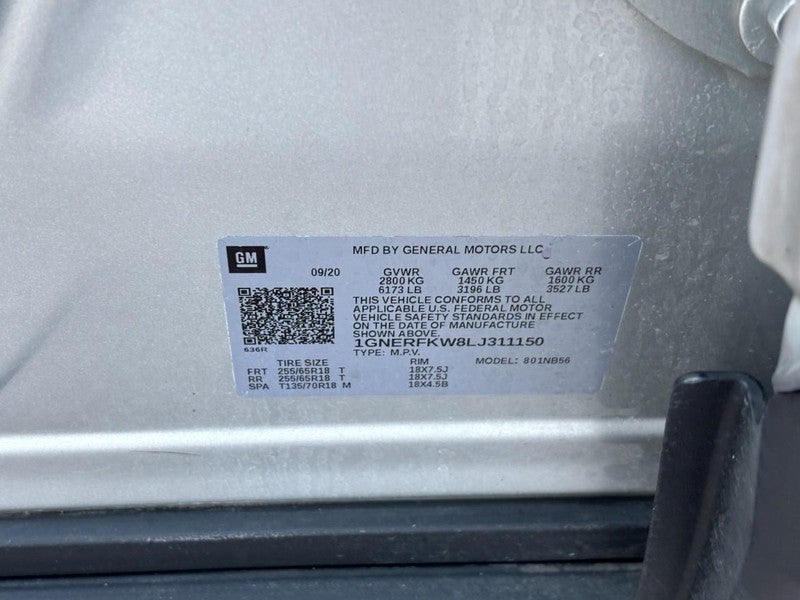 GM
MFD BY GENERAL MOTORS LLC
09/20 GVWR GAWR FRT GAWR RR
2800 KG 1450 KG 1600 KG
6173 LB 3196 LB 3527 LB
THIS VEHICLE CONFORMS TO ALL
APPLICABLE U.S. FEDERAL MOTOR
VEHICLE SAFETY STANDARDS IN EFFECT
ON THE DATE OF MANUFACTURE
SHOWN ABOVE.
636R
1GNERFKW8LJ311150
TYPE: M.P.V. MODEL: 801NB56
TIRE SIZE RIM
FRT 255/65R18 T 18X7.5J
RR 255/65R18 T 18X7.5J
SPA T135/70R18 M 18X4.5B